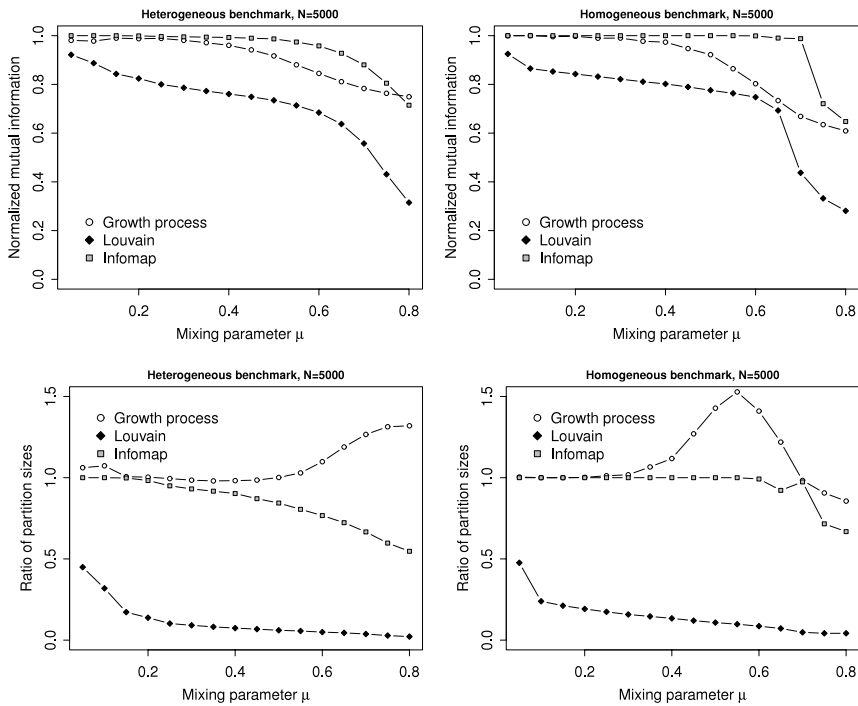 Heterogeneous benchmark, N=5000
Normalized mutual information
1.0
0.8
0.6
0.4
0.2
0.0
Growth process
Louvain
Infomap
0.2 0.4 0.6 0.8
Mixing parameter μ
Homogeneous benchmark, N=5000
Normalized mutual information
1.0
0.8
0.6
0.4
0.2
0.0
Growth process
Louvain
Infomap
0.2 0.4 0.6 0.8
Mixing parameter μ
Heterogeneous benchmark, N=5000
Ratio of partition sizes
1.5
1.0
0.5
0.0
Growth process
Louvain
Infomap
0.2 0.4 0.6 0.8
Mixing parameter μ
Homogeneous benchmark, N=5000
Ratio of partition sizes
1.5
1.0
0.5
0.0
Growth process
Louvain
Infomap
0.2 0.4 0.6 0.8
Mixing parameter μ